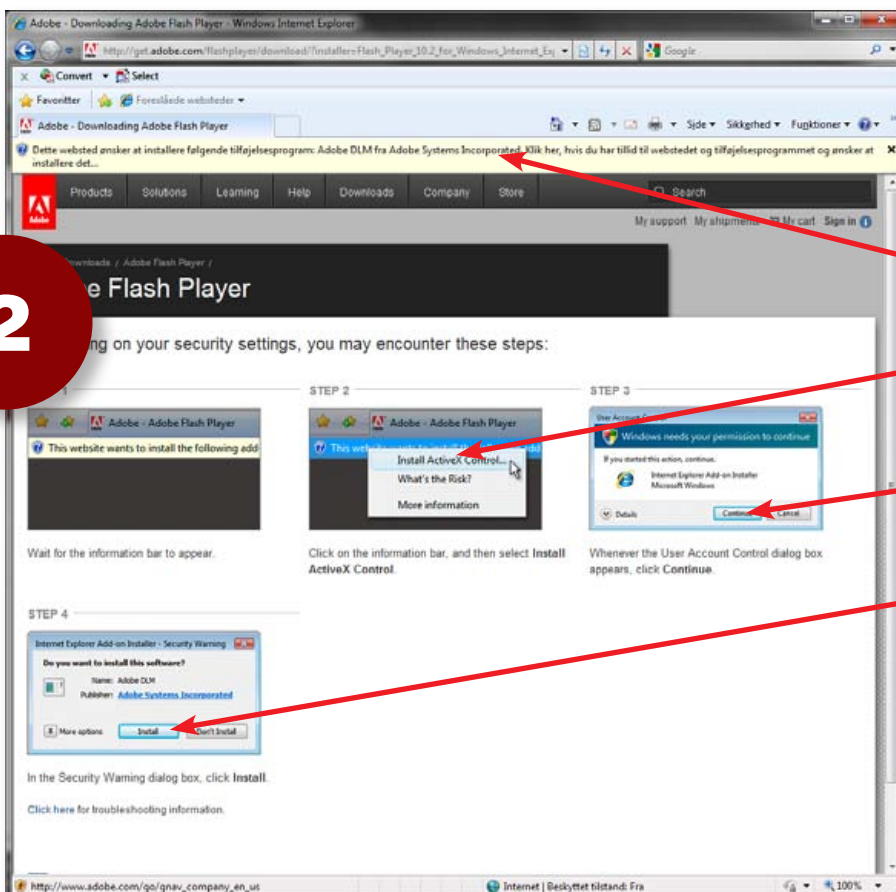 Adobe - Downloading Adobe Flash Player - Windows Internet Explorer
http://get.adobe.com/flashplayer/download/?installer=Flash_Player_10.2_for_Windows_Internet_Ex
Google
x Convert Select
Favoritter Foreslåede websteder
Adobe - Downloading Adobe Flash Player
Side Sikkerhed Funktioner
Dette websted ønsker at installere følgende tilføjelsesprogram: Adobe DLM fra Adobe Systems Incorporated. Klik her, hvis du har tillid til webstedet og tilføjelsesprogrammet og ønsker at
installere det...
Adobe
Products Solutions Learning Help Downloads Company Store Search
My support My shipments My cart Sign in
ownloads / Adobe Flash Player /
e Flash Player
2
ng on your security settings, you may encounter these steps:
1
Adobe - Adobe Flash Player
This website wants to install the following add
Wait for the information bar to appear.
STEP 2
Adobe - Adobe Flash Player
This
Install ActiveX Control...
What's the Risk?
More information
Click on the information bar, and then select Install
ActiveX Control.
STEP 3
User Account
Windows needs your permission to continue
If you started this action, continue.
Internet Explorer Add-on Installer
Microsoft Windows
Details Continue Cancel
Whenever the User Account Control dialog box
appears, click Continue.
STEP 4
Internet Explorer Add-on Installer - Security Warning
Do you want to install this software?
Name: Adobe DLM
Publisher: Adobe Systems Incorporated
More options Install Don't Install
In the Security Warning dialog box, click Install.
Click here for troubleshooting information.
http://www.adobe.com/go/gnav_company_en_us
Internet | Beskyttet tilstand: Fra
100%